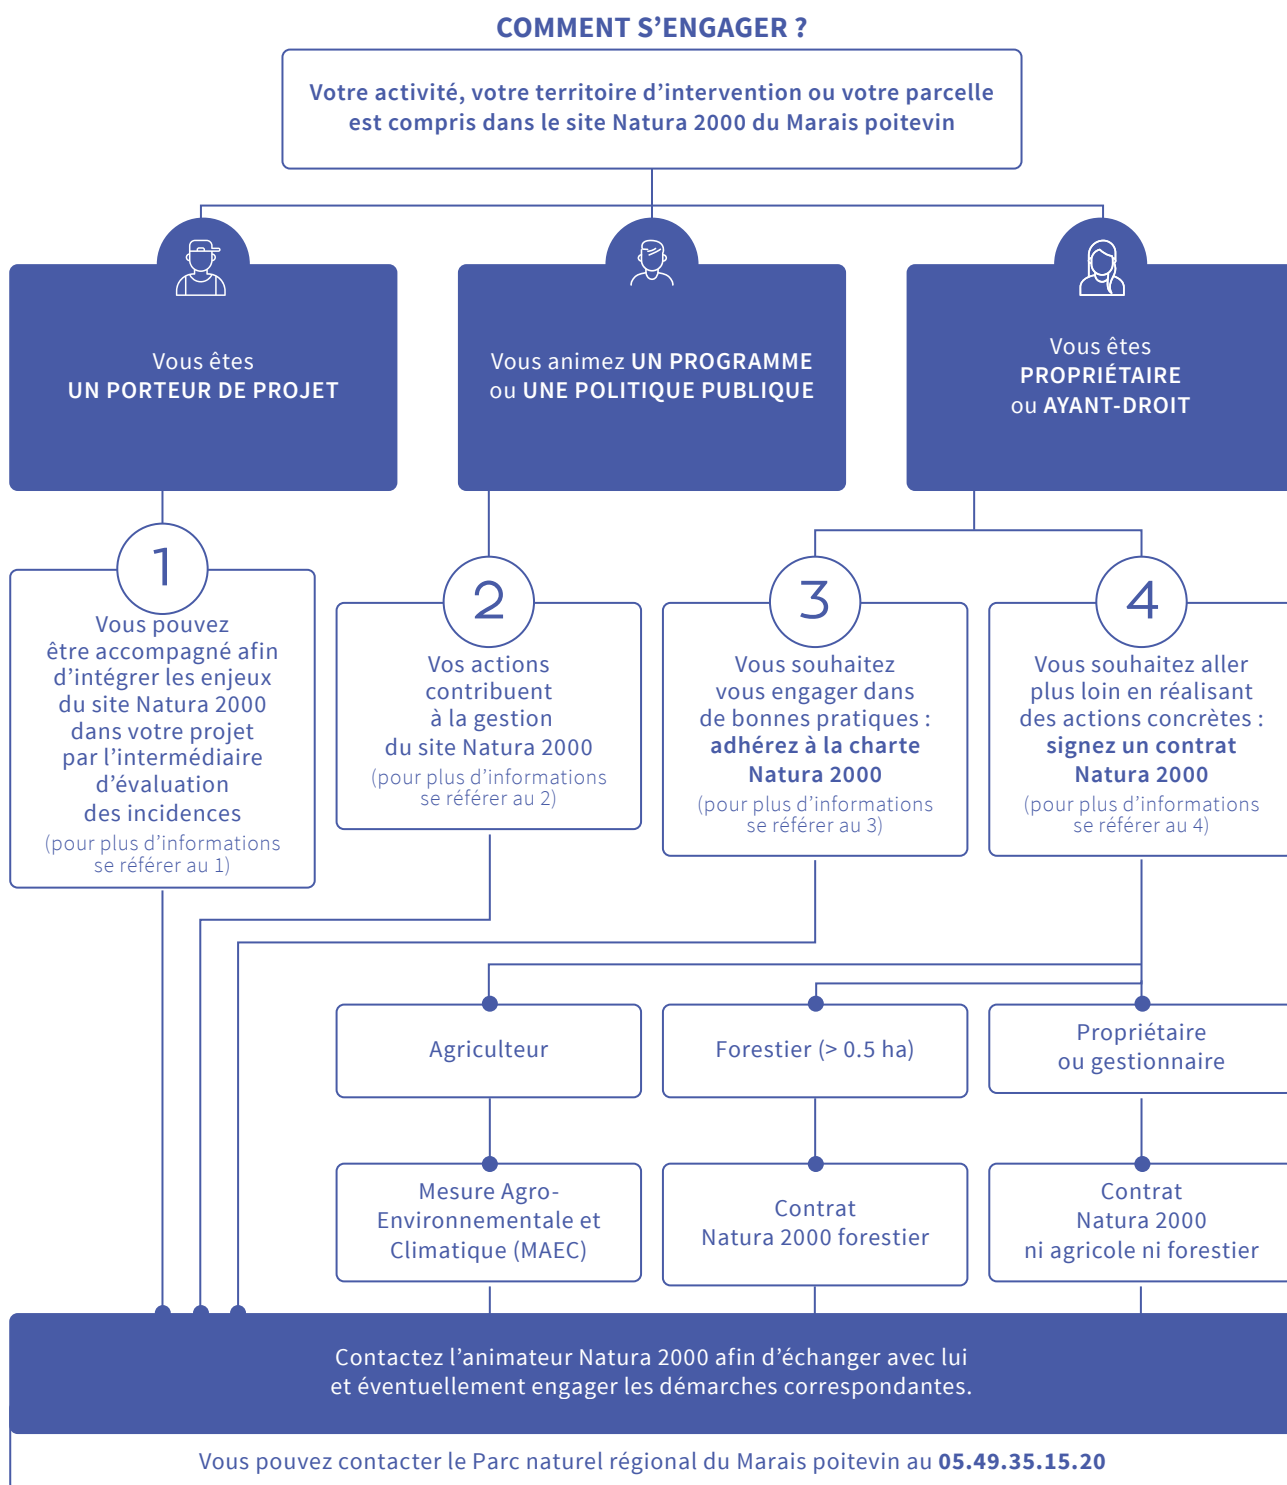 COMMENT S'ENGAGER ?
Votre activité, votre territoire d'intervention ou votre parcelle
est compris dans le site Natura 2000 du Marais poitevin
Vous êtes
UN PORTEUR DE PROJET
Vous animez UN PROGRAMME
ou UNE POLITIQUE PUBLIQUE
Vous êtes
PROPRIÉTAIRE
ou AYANT-DROIT
1
Vous pouvez
être accompagné afin
d'intégrer les enjeux
du site Natura 2000
dans votre projet
par l'intermédiaire
d'évaluation
des incidences
(pour plus d'informations
se référer au 1)
2
Vos actions
contribuent
à la gestion
du site Natura 2000
(pour plus d'informations
se référer au 2)
3
Vous souhaitez
vous engager dans
de bonnes pratiques :
adhérez à la charte
Natura 2000
(pour plus d'informations
se référer au 3)
4
Vous souhaitez aller
plus loin en réalisant
des actions concrètes :
signez un contrat
Natura 2000
(pour plus d'informations
se référer au 4)
Agriculteur
Forestier (> 0.5 ha)
Propriétaire
ou gestionnaire
Mesure Agro-
Environnementale et
Climatique (MAEC)
Contrat
Natura 2000 forestier
Contrat
Natura 2000
ni agricole ni forestier
Contactez l'animateur Natura 2000 afin d'échanger avec lui
et éventuellement engager les démarches correspondantes.
Vous pouvez contacter le Parc naturel régional du Marais poitevin au 05.49.35.15.20